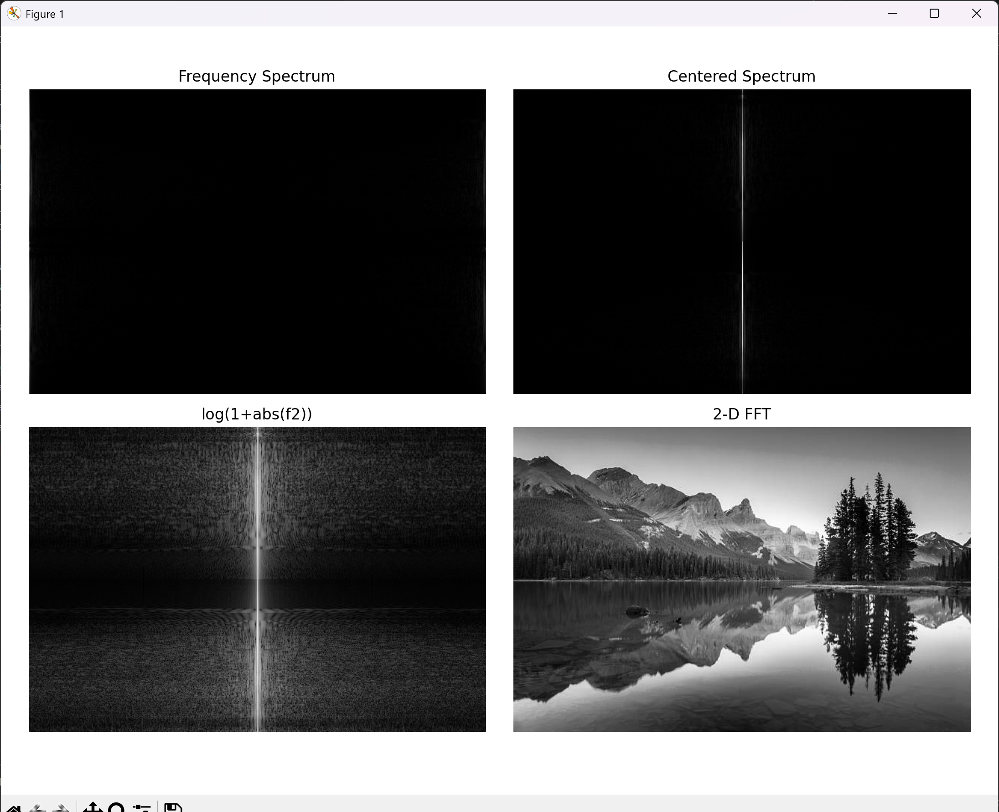 Figure 1
Frequency Spectrum
Centered Spectrum
log(1+abs(f2))
2-D FFT